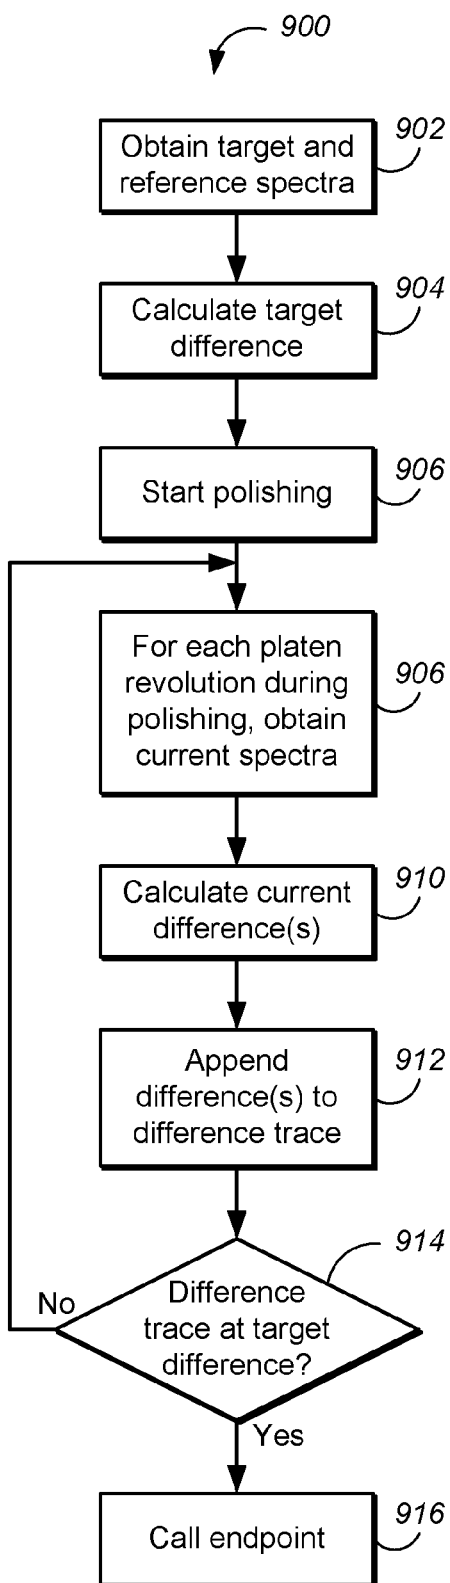 900
902
Obtain target and
reference spectra
904
Calculate target
difference
906
Start polishing
906
For each platen
revolution during
polishing, obtain
current spectra
910
Calculate current
difference(s)
912
Append
difference(s) to
difference trace
914
No
Difference
trace at target
difference?
Yes
916
Call endpoint